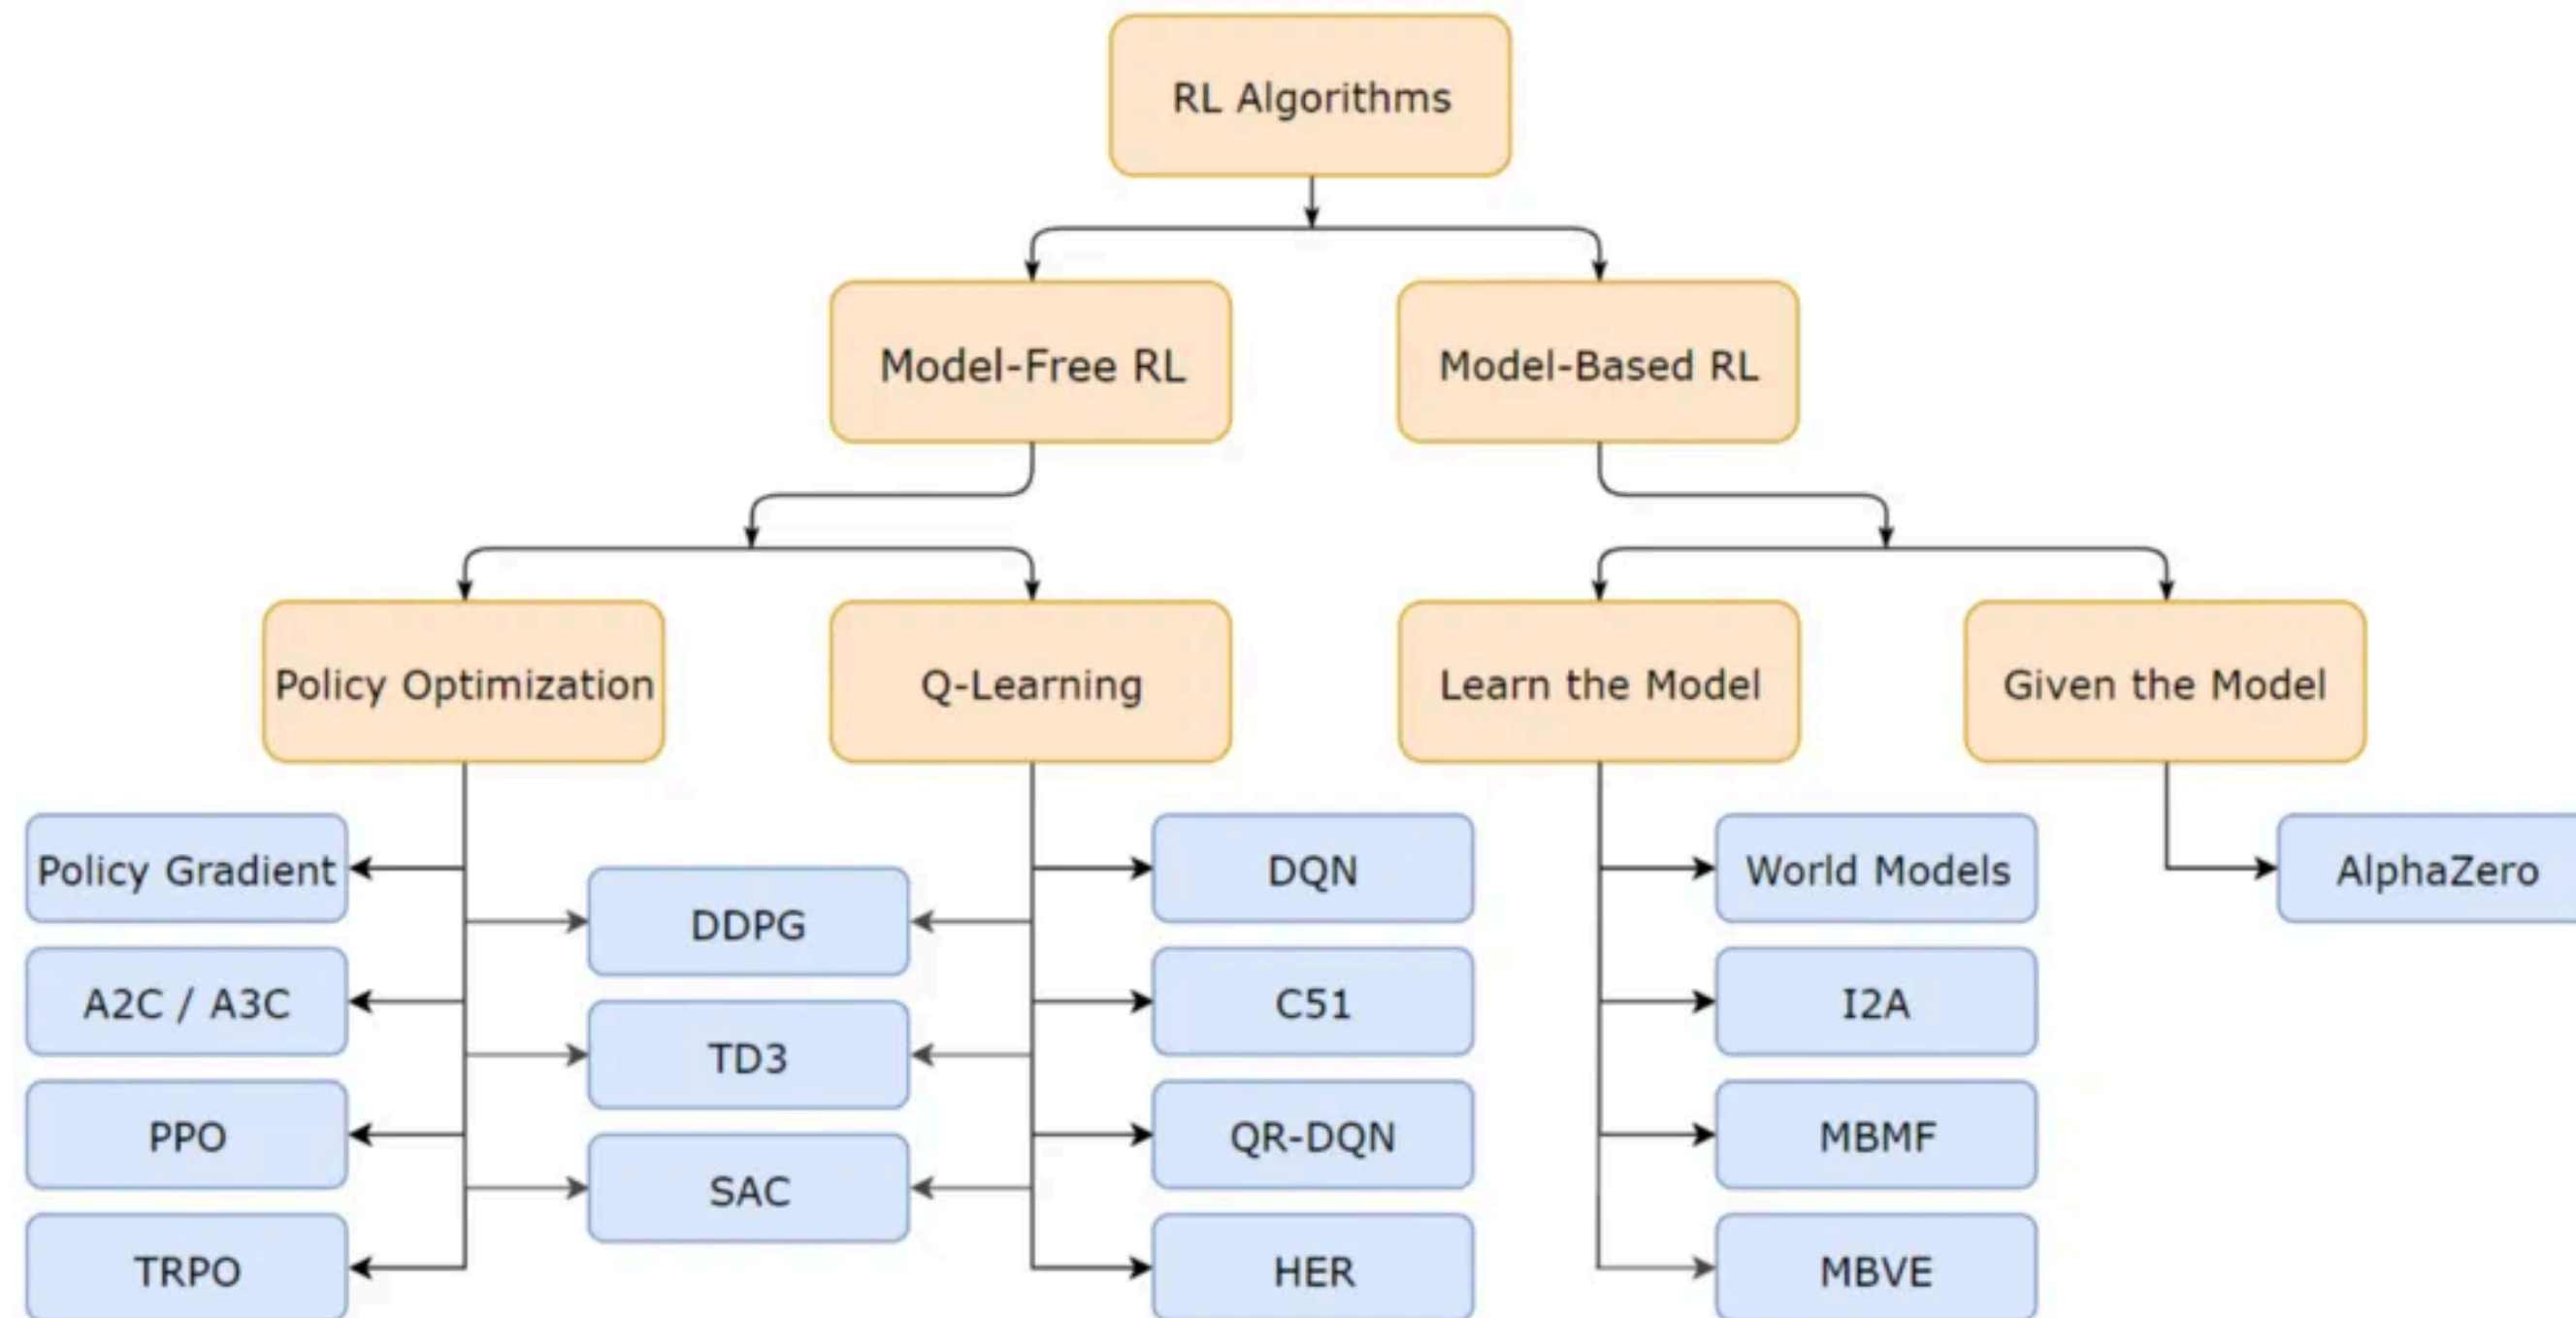 RL Algorithms
Model-Free RL
Model-Based RL
Policy Optimization
Q-Learning
Learn the Model
Given the Model
Policy Gradient
DQN
World Models
AlphaZero
DDPG
A2C / A3C
C51
I2A
TD3
PPO
QR-DQN
MBMF
SAC
TRPO
HER
MBVE